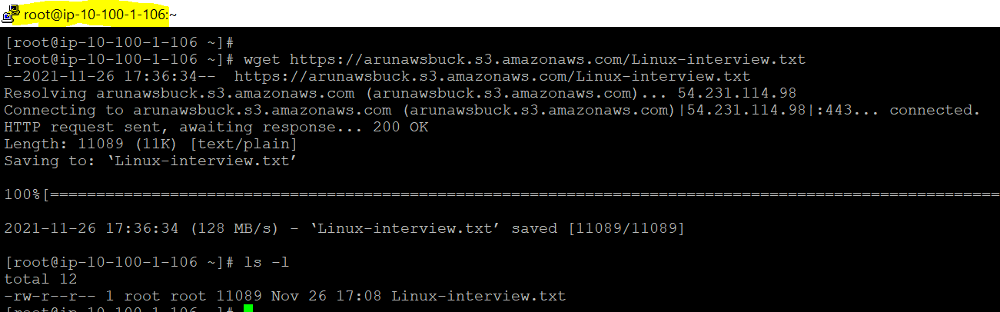 root@ip-10-100-1-106:~
[root@ip-10-100-1-106 ~]#
[root@ip-10-100-1-106 ~]# wget https://arunawsbuck.s3.amazonaws.com/Linux-interview.txt
--2021-11-26 17:36:34--  https://arunawsbuck.s3.amazonaws.com/Linux-interview.txt
Resolving arunawsbuck.s3.amazonaws.com (arunawsbuck.s3.amazonaws.com)... 54.231.114.98
Connecting to arunawsbuck.s3.amazonaws.com (arunawsbuck.s3.amazonaws.com)|54.231.114.98|:443... connected.
HTTP request sent, awaiting response... 200 OK
Length: 11089 (11K) [text/plain]
Saving to: ‘Linux-interview.txt’
100%[=======================================================================================================
2021-11-26 17:36:34 (128 MB/s) - ‘Linux-interview.txt’ saved [11089/11089]
[root@ip-10-100-1-106 ~]# ls -l
total 12
-rw-r--r-- 1 root root 11089 Nov 26 17:08 Linux-interview.txt
[root@ip-10-100-1-106 ~]#